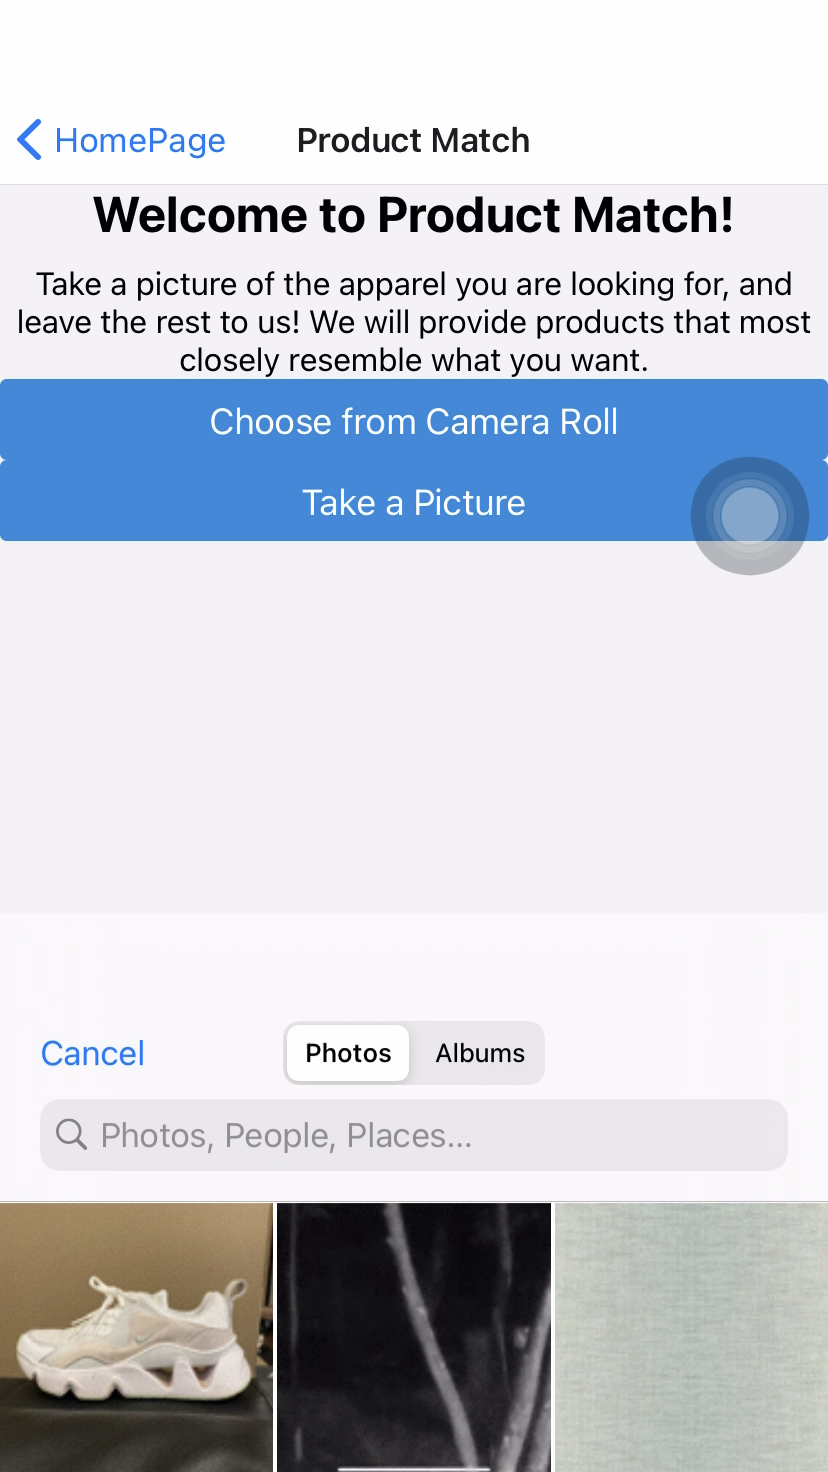 HomePage
Product Match
Welcome to Product Match!
Take a picture of the apparel you are looking for, and
leave the rest to us! We will provide products that most
closely resemble what you want.
Choose from Camera Roll
Take a Picture
Cancel
Photos
Albums
Photos, People, Places...